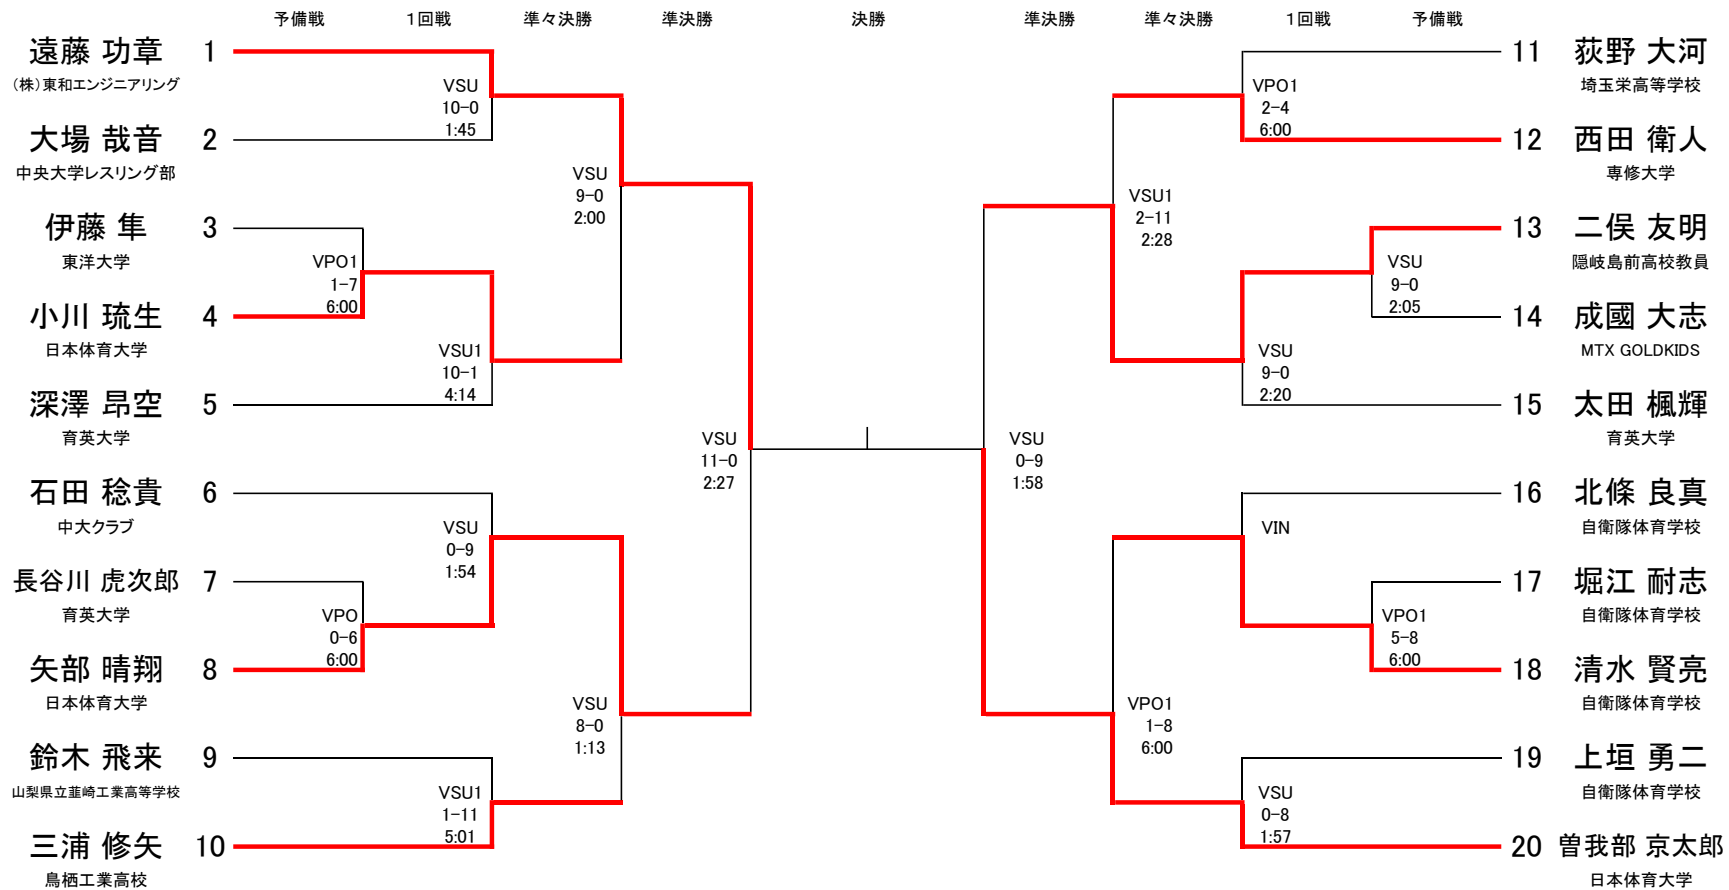 予備戦 1回戦 準々決勝 準決勝 決勝 準決勝 準々決勝 1回戦 予備戦
遠藤 功章 1
(株)東和エンジニアリング
VSU
10-0
1:45
大場 哉音 2
中央大学レスリング部
VSU
9-0
2:00
伊藤 隼 3
東洋大学
VPO1
1-7
6:00
小川 琉生 4
日本体育大学
VSU1
10-1
4:14
深澤 昂空 5
育英大学
VSU
11-0
2:27
石田 稔貴 6
中大クラブ
VSU
0-9
1:54
長谷川 虎次郎 7
育英大学
VPO
0-6
6:00
矢部 晴翔 8
日本体育大学
VSU
8-0
1:13
鈴木 飛来 9
山梨県立韮崎工業高等学校
VSU1
1-11
5:01
三浦 修矢 10
鳥栖工業高校
11 荻野 大河
埼玉栄高等学校
VPO1
2-4
6:00
12 西田 衛人
専修大学
VSU1
2-11
2:28
13 二俣 友明
隠岐島前高校教員
VSU
9-0
2:05
14 成國 大志
MTX GOLDKIDS
VSU
9-0
2:20
15 太田 楓輝
育英大学
VSU
0-9
1:58
16 北條 良真
自衛隊体育学校
VIN
17 堀江 耐志
自衛隊体育学校
VPO1
5-8
6:00
18 清水 賢亮
自衛隊体育学校
VPO1
1-8
6:00
19 上垣 勇二
自衛隊体育学校
VSU
0-8
1:57
20 曽我部 京太郎
日本体育大学